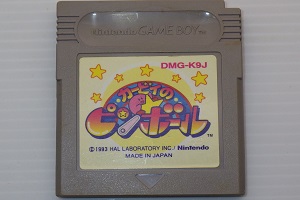 Nintendo GAME BOY
DMG-K9J
カービィの
ピンボール
© 1993 HAL LABORATORY INC./Nintendo
MADE IN JAPAN